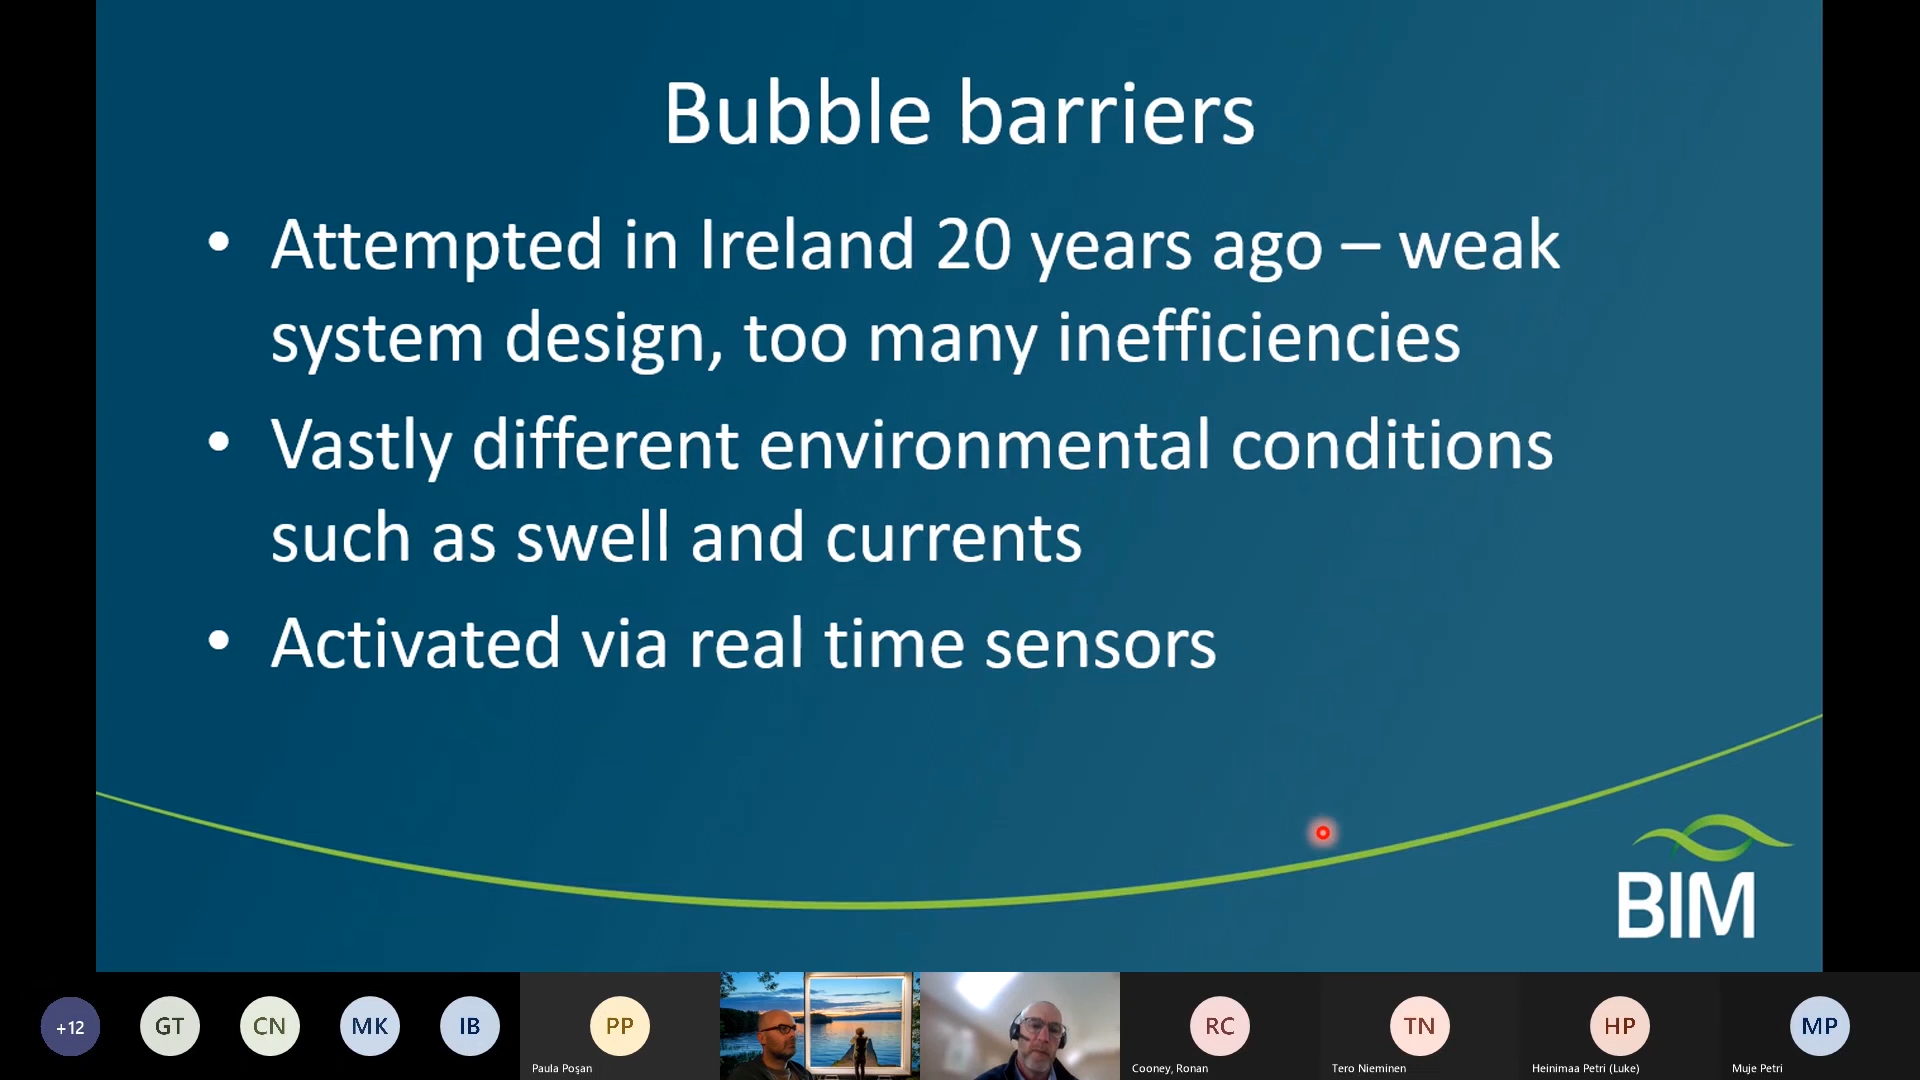 Bubble barriers
• Attempted in Ireland 20 years ago – weak
system design, too many inefficiencies
• Vastly different environmental conditions
such as swell and currents
• Activated via real time sensors
BIM
+12
GT
CN
MK
IB
PP
Paula Poşan
RC
Cooney, Ronan
TN
Tero Nieminen
HP
Heinimaa Petri (Luke)
MP
Muje Petri